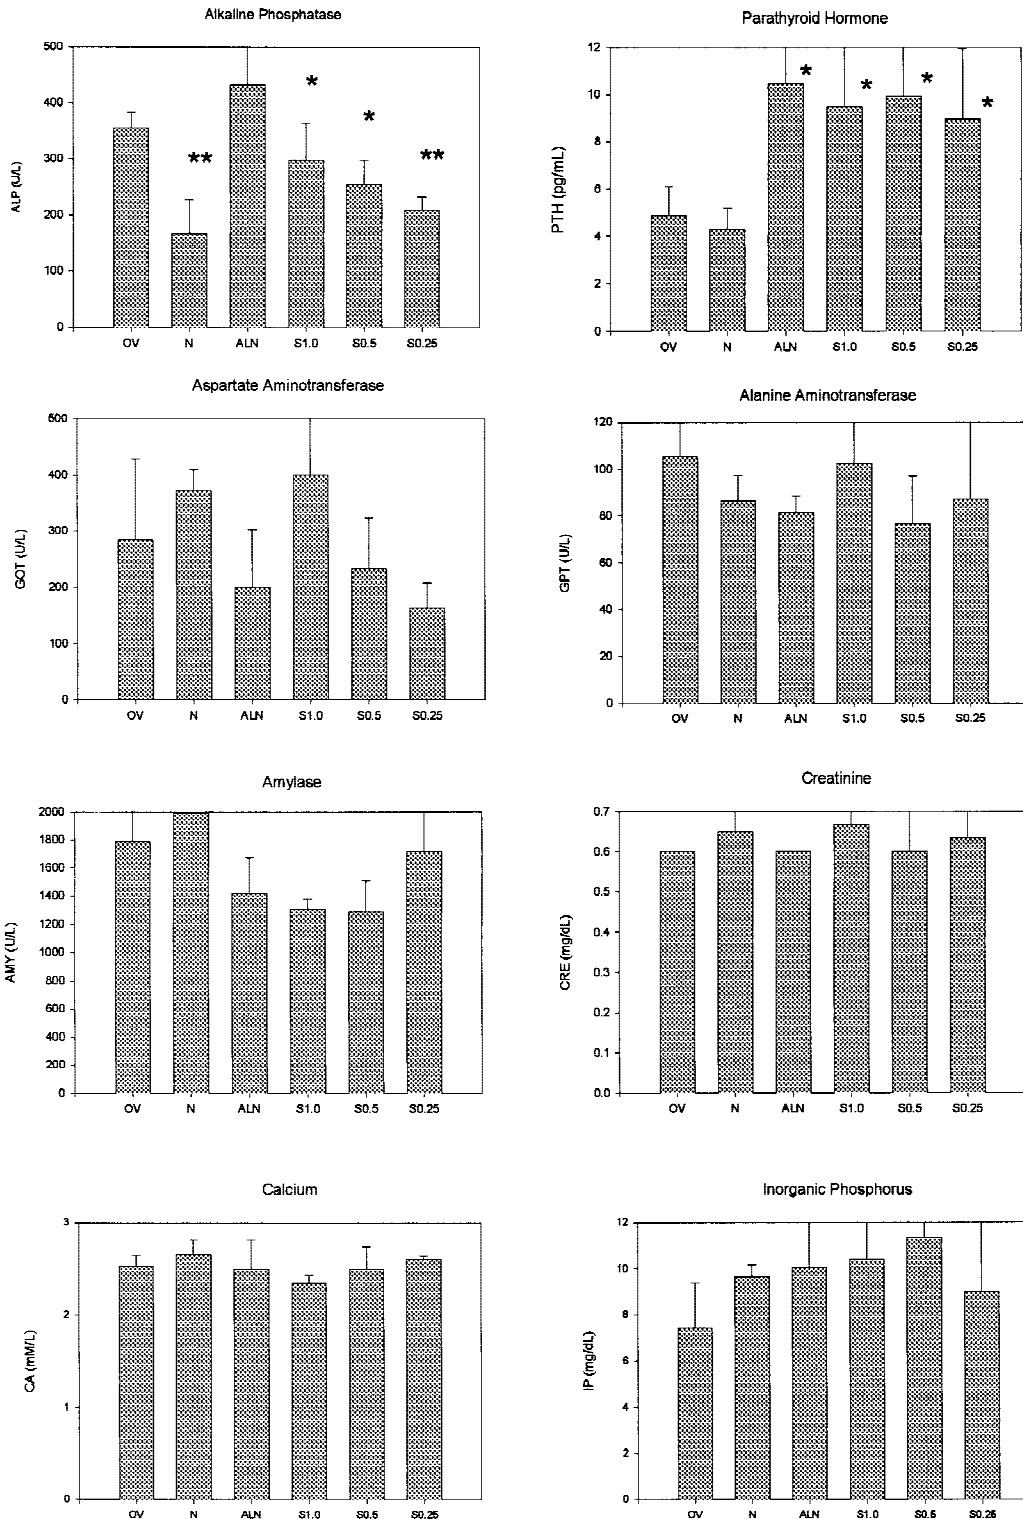 Alkaline Phosphatase
500
400
300
200
100
0
ALP (U/L)
**
*
*
**
OV N ALN S1.0 S0.5 S0.25
Parathyroid Hormone
12
10
8
6
4
2
0
PTH (pg/mL)
*
*
*
*
OV N ALN S1.0 S0.5 S0.25
Aspartate Aminotransferase
500
400
300
200
100
0
GOT (U/L)
OV N ALN S1.0 S0.5 S0.25
Alanine Aminotransferase
120
100
80
60
40
20
0
GPT (U/L)
OV N ALN S1.0 S0.5 S0.25
Amylase
2000
1800
1600
1400
1200
1000
800
600
400
200
0
AMY (U/L)
OV N ALN S1.0 S0.5 S0.25
Creatinine
0.7
0.6
0.5
0.4
0.3
0.2
0.1
0.0
CRE (mg/dL)
OV N ALN S1.0 S0.5 S0.25
Calcium
3
2
1
0
CA (mM/L)
OV N ALN S1.0 S0.5 S0.25
Inorganic Phosphorus
12
10
8
6
4
2
0
IP (mg/dL)
OV N ALN S1.0 S0.5 S0.25